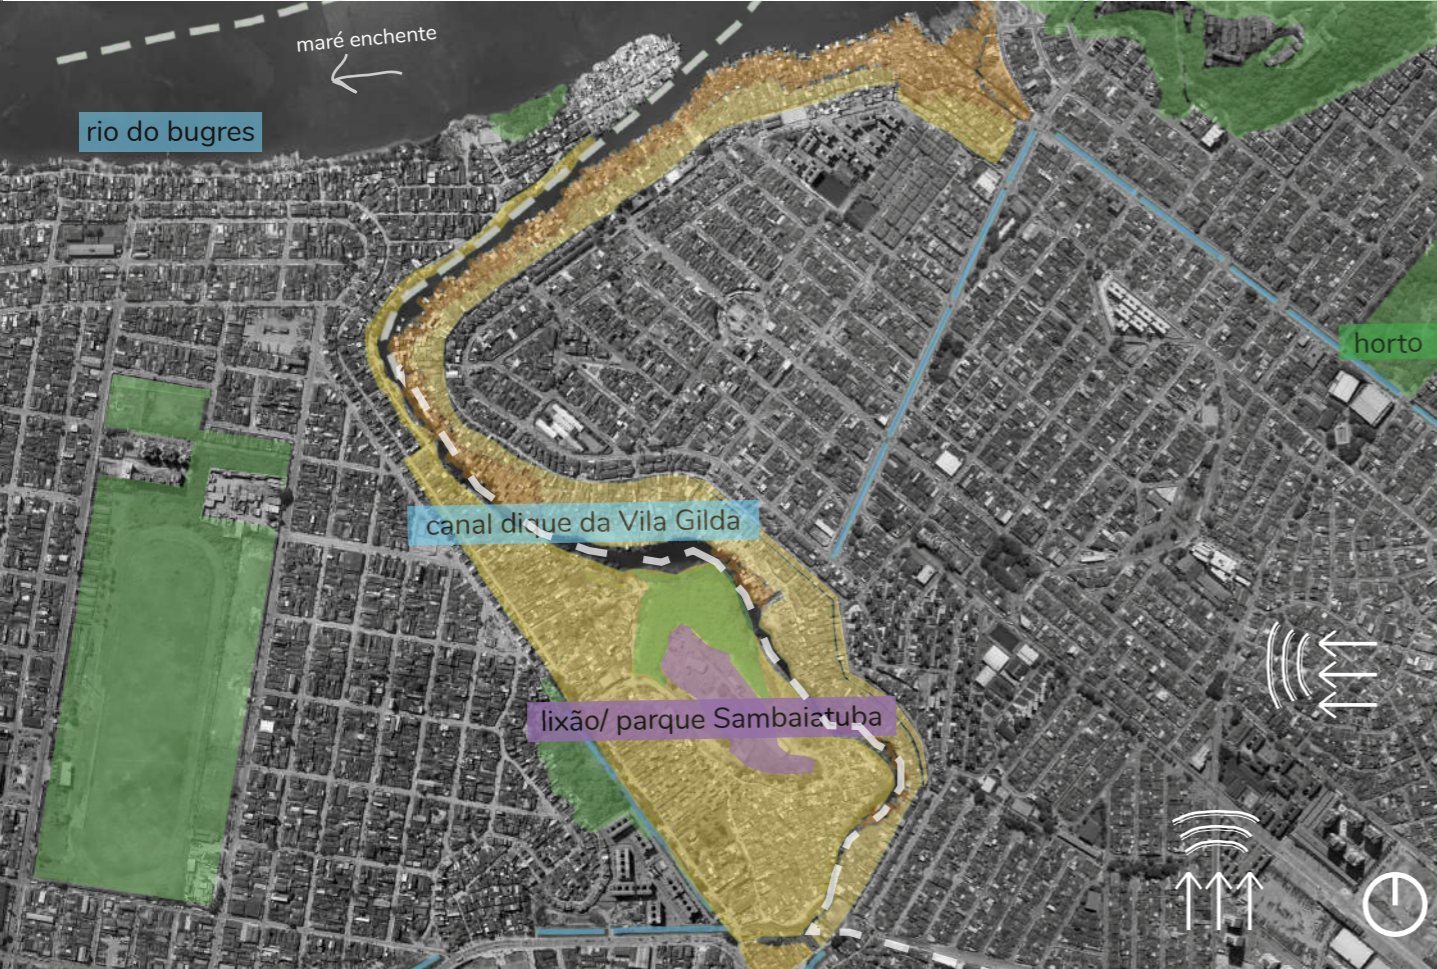 maré enchente
rio do bugres
horto
canal dique da Vila Gilda
lixão/ parque Sambaiatuba